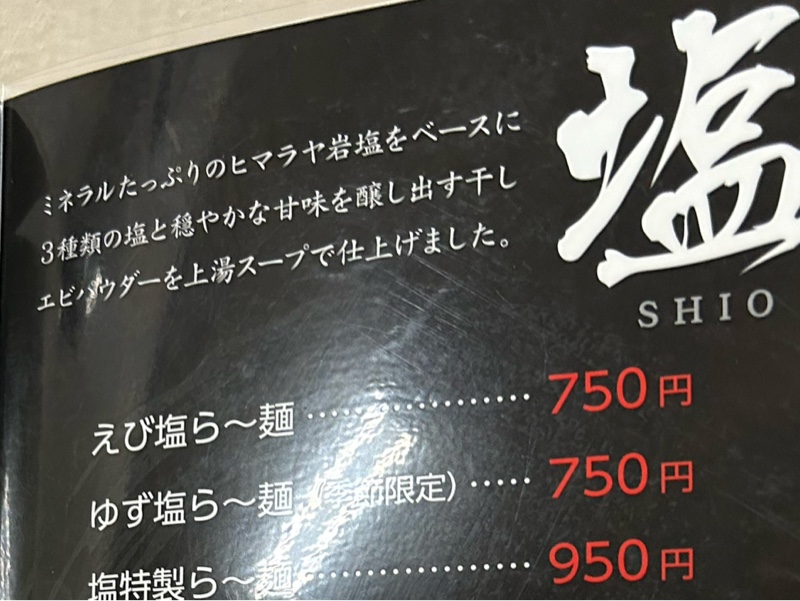 塩
SHIO
ミネラルたっぷりのヒマラヤ岩塩をベースに
3種類の塩と穏やかな甘味を醸し出す干し
エビパウダーを上湯スープで仕上げました。
えび塩ら〜麺 ・・・・・・・・・・・・・・・・・・ 750円
ゆず塩ら〜麺（季節限定）・・・・・ 750円
塩特製ら〜麺・・・・・・・・・・・・・・・・・・ 950円